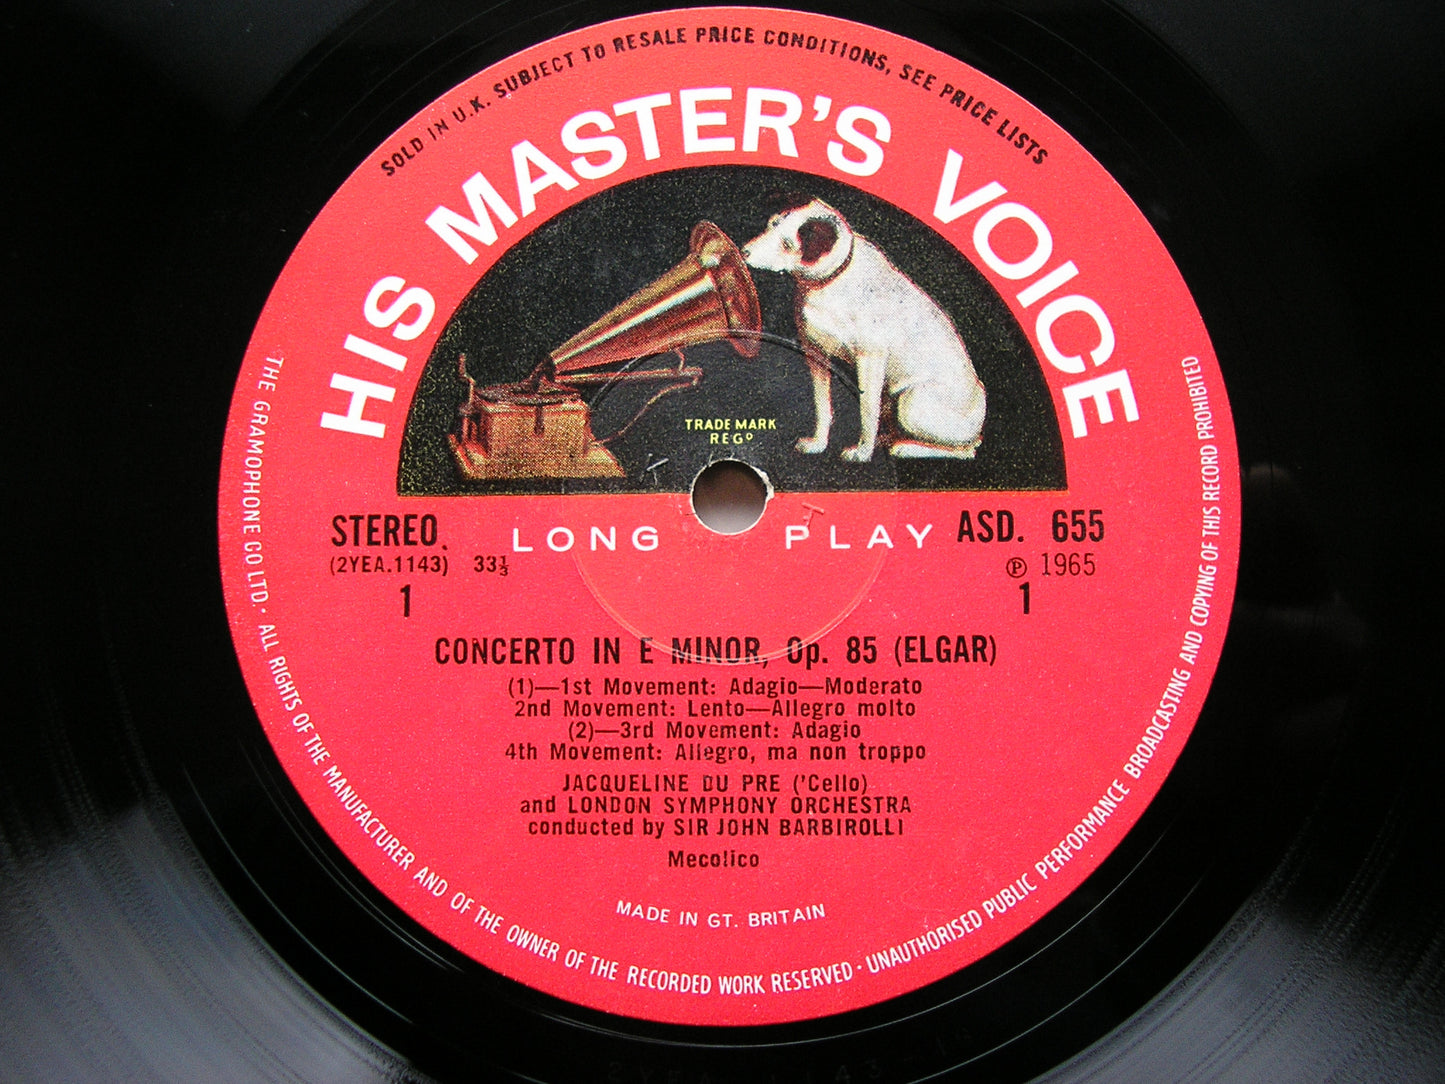 SOLD IN U.K. SUBJECT TO RESALE PRICE CONDITIONS, SEE PRICE LISTS
HIS MASTER'S VOICE
TRADE MARK
REGº
STEREO. LONG PLAY ASD. 655
(2YEA.1143) 33⅓ ℗ 1965
1 1
CONCERTO IN E MINOR, Op. 85 (ELGAR)
(1)—1st Movement: Adagio—Moderato
2nd Movement: Lento—Allegro molto
(2)—3rd Movement: Adagio
4th Movement: Allegro, ma non troppo
JACQUELINE DU PRE ('Cello)
and LONDON SYMPHONY ORCHESTRA
conducted by SIR JOHN BARBIROLLI
Mecolico
MADE IN GT. BRITAIN
THE GRAMOPHONE CO LTD. · ALL RIGHTS OF THE MANUFACTURER AND OF THE OWNER OF THE RECORDED WORK RESERVED · UNAUTHORISED PUBLIC PERFORMANCE BROADCASTING AND COPYING OF THIS RECORD PROHIBITED